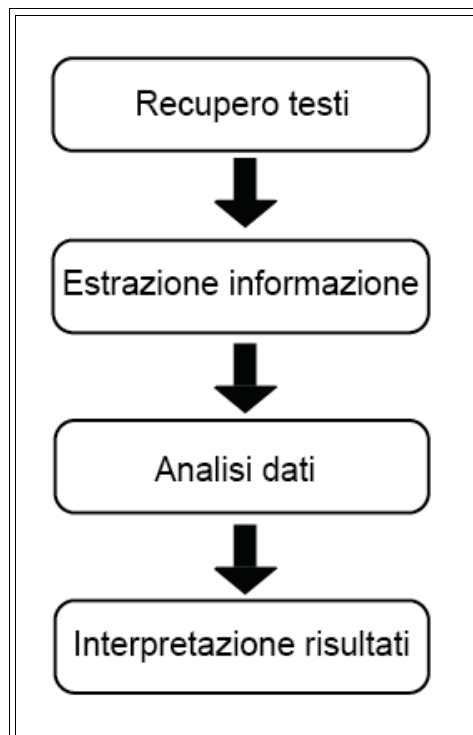 Recupero testi
Estrazione informazione
Analisi dati
Interpretazione risultati